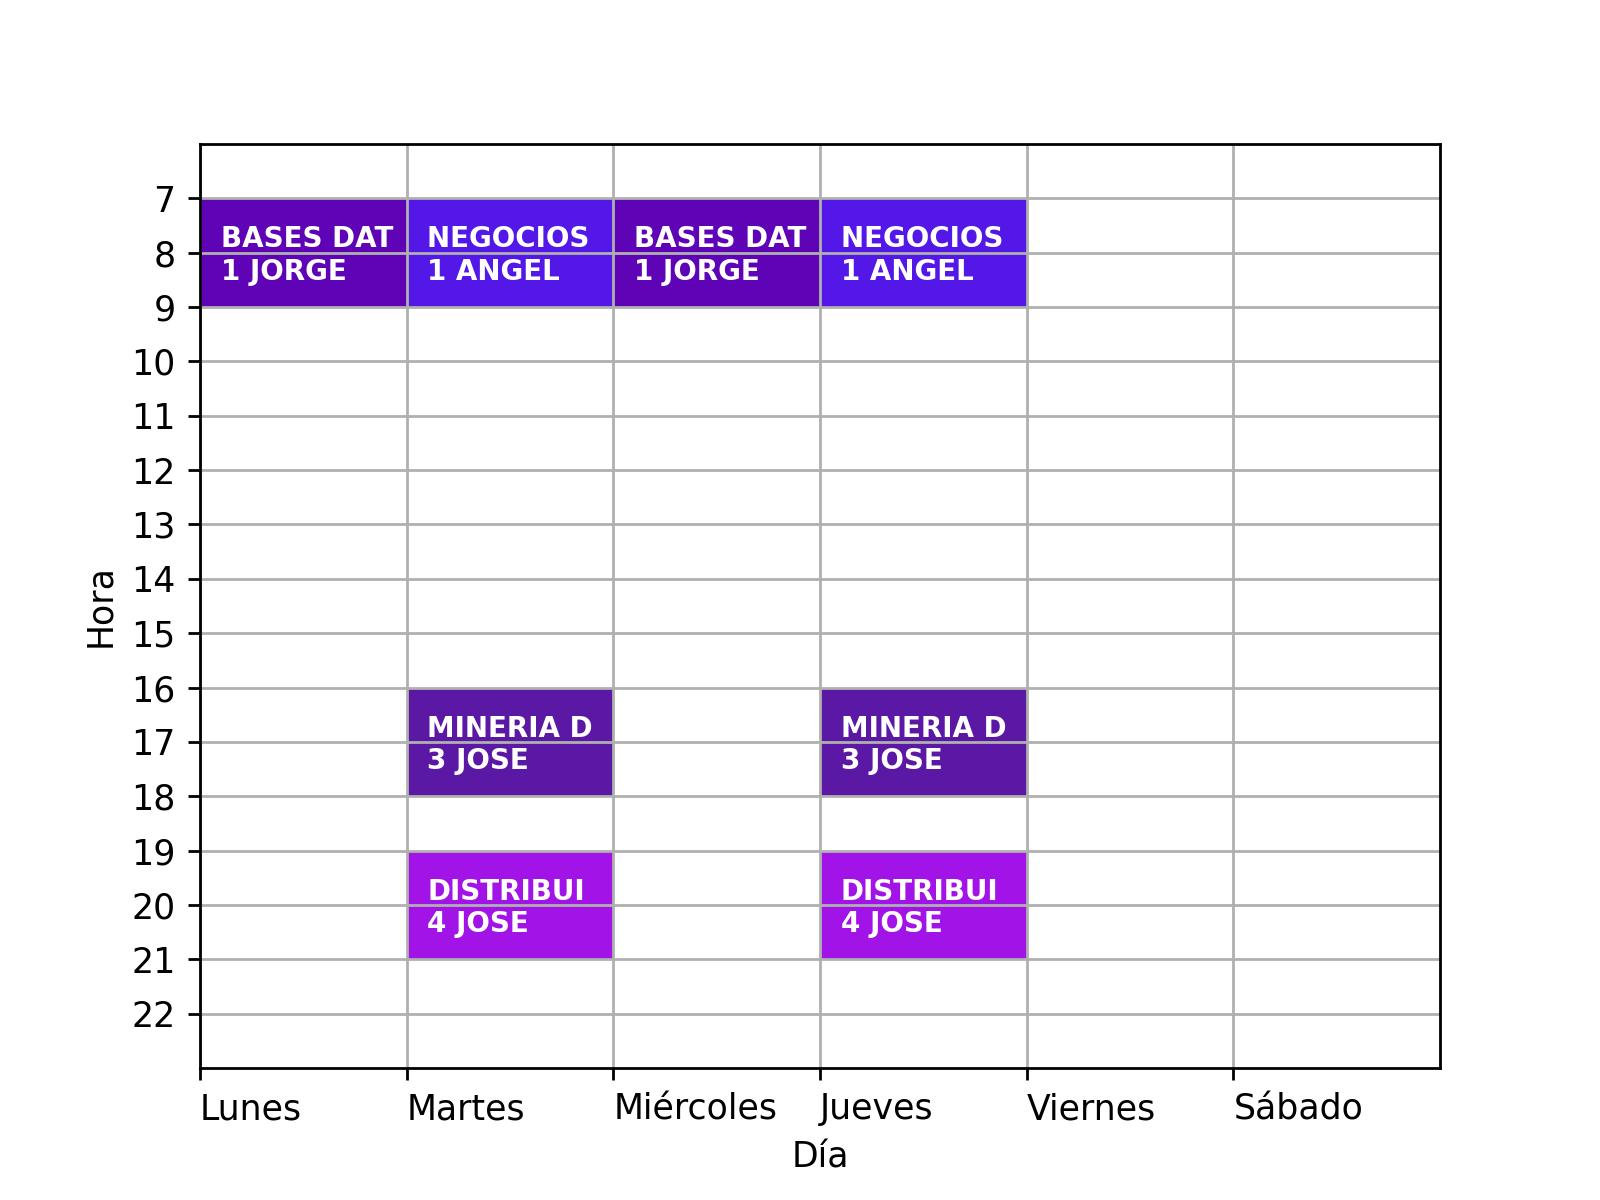 7
8
9
10
11
12
13
14
15
16
17
18
19
20
21
22
Hora
BASES DAT
1 JORGE
NEGOCIOS
1 ANGEL
BASES DAT
1 JORGE
NEGOCIOS
1 ANGEL
MINERIA D
3 JOSE
MINERIA D
3 JOSE
DISTRIBUI
4 JOSE
DISTRIBUI
4 JOSE
Lunes
Martes
Miércoles
Jueves
Viernes
Sábado
Día